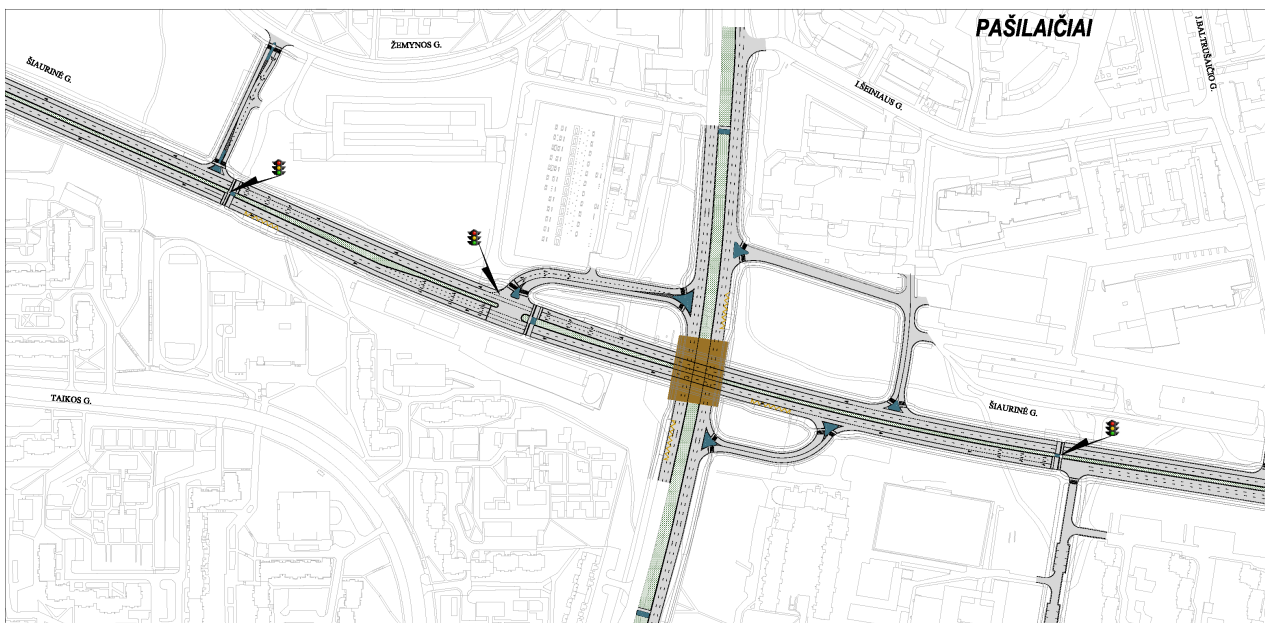 PAŠILAIČIAI
ŽEMYNOS G.
ŠIAURINĖ G.
J.BALTRUŠAIČIO G.
I.ŠEINIAUS G.
TAIKOS G.
ŠIAURINĖ G.